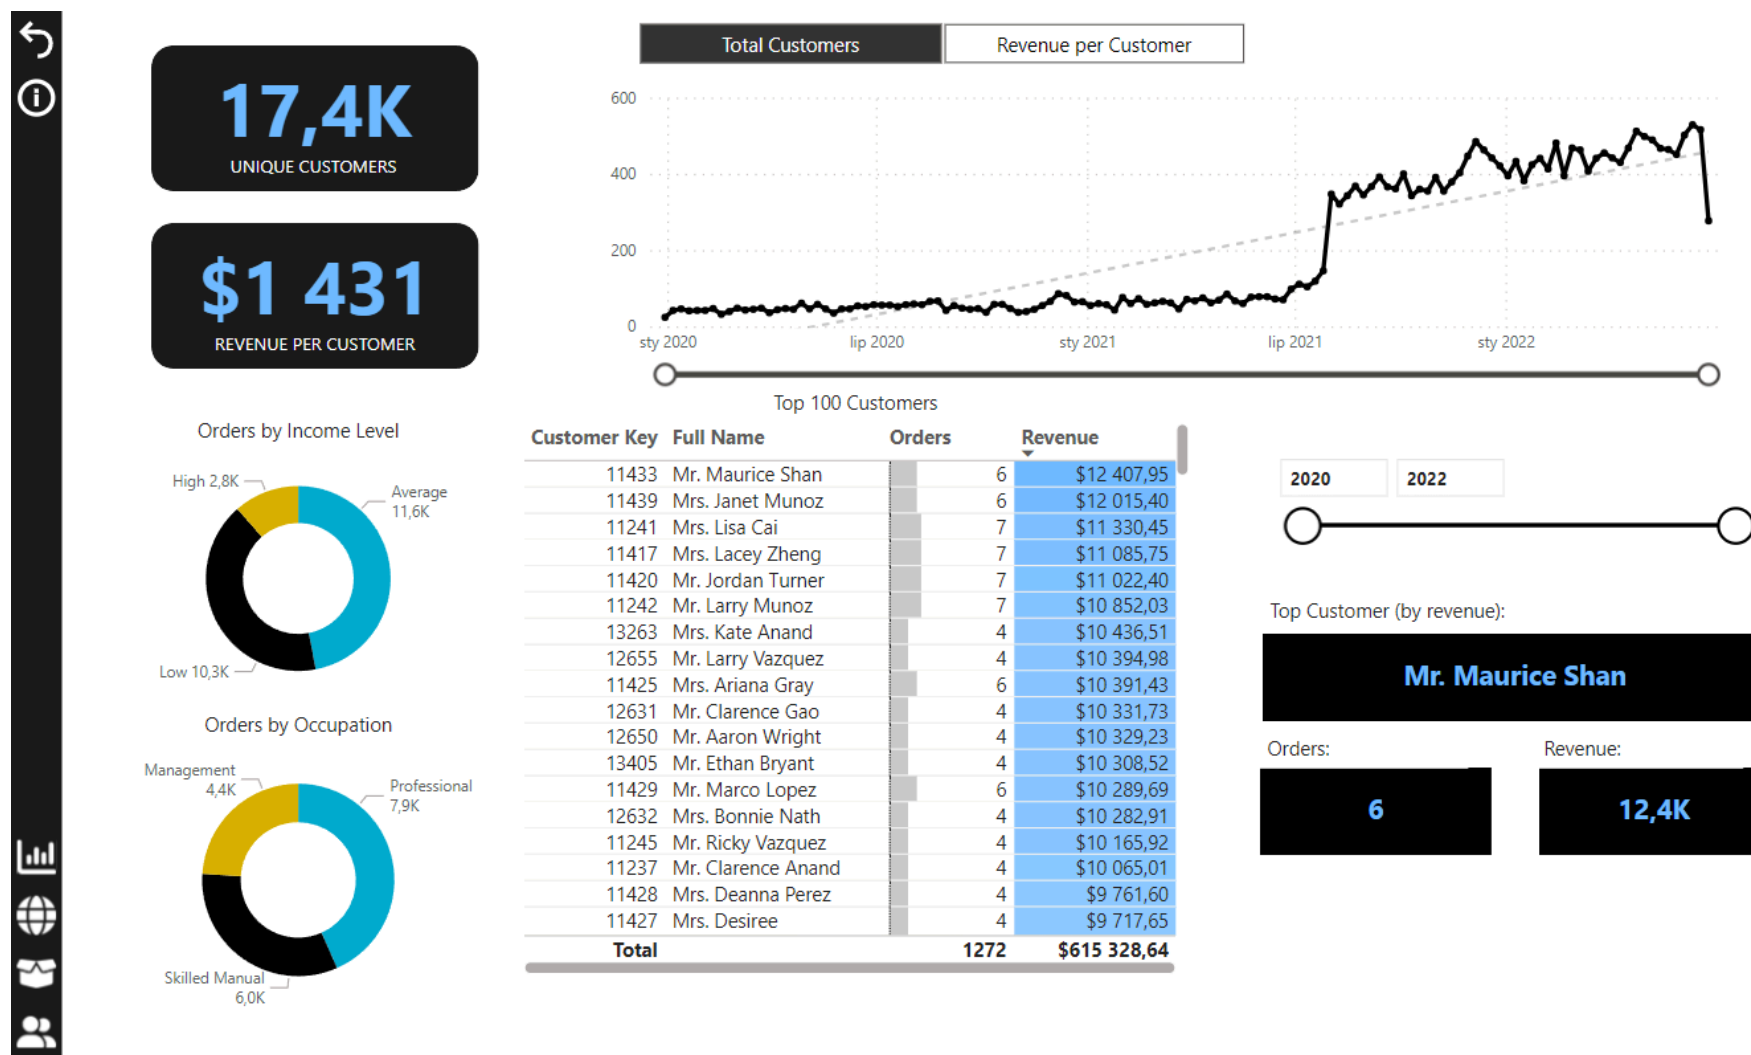 17,4K
UNIQUE CUSTOMERS
$1 431
REVENUE PER CUSTOMER
Total Customers
Revenue per Customer
600
400
200
0
sty 2020 lip 2020 sty 2021 lip 2021 sty 2022
Orders by Income Level
High 2,8K
Average
11,6K
Low 10,3K
Orders by Occupation
Management
4,4K
Professional
7,9K
Skilled Manual
6,0K
Top 100 Customers
Customer Key Full Name Orders Revenue
11433 Mr. Maurice Shan 6 $12 407,95
11439 Mrs. Janet Munoz 6 $12 015,40
11241 Mrs. Lisa Cai 7 $11 330,45
11417 Mrs. Lacey Zheng 7 $11 085,75
11420 Mr. Jordan Turner 7 $11 022,40
11242 Mr. Larry Munoz 7 $10 852,03
13263 Mrs. Kate Anand 4 $10 436,51
12655 Mr. Larry Vazquez 4 $10 394,98
11425 Mrs. Ariana Gray 6 $10 391,43
12631 Mr. Clarence Gao 4 $10 331,73
12650 Mr. Aaron Wright 4 $10 329,23
13405 Mr. Ethan Bryant 4 $10 308,52
11429 Mr. Marco Lopez 6 $10 289,69
12632 Mrs. Bonnie Nath 4 $10 282,91
11245 Mr. Ricky Vazquez 4 $10 165,92
11237 Mr. Clarence Anand 4 $10 065,01
11428 Mrs. Deanna Perez 4 $9 761,60
11427 Mrs. Desiree 4 $9 717,65
Total 1272 $615 328,64
2020 2022
Top Customer (by revenue):
Mr. Maurice Shan
Orders: Revenue:
6 12,4K